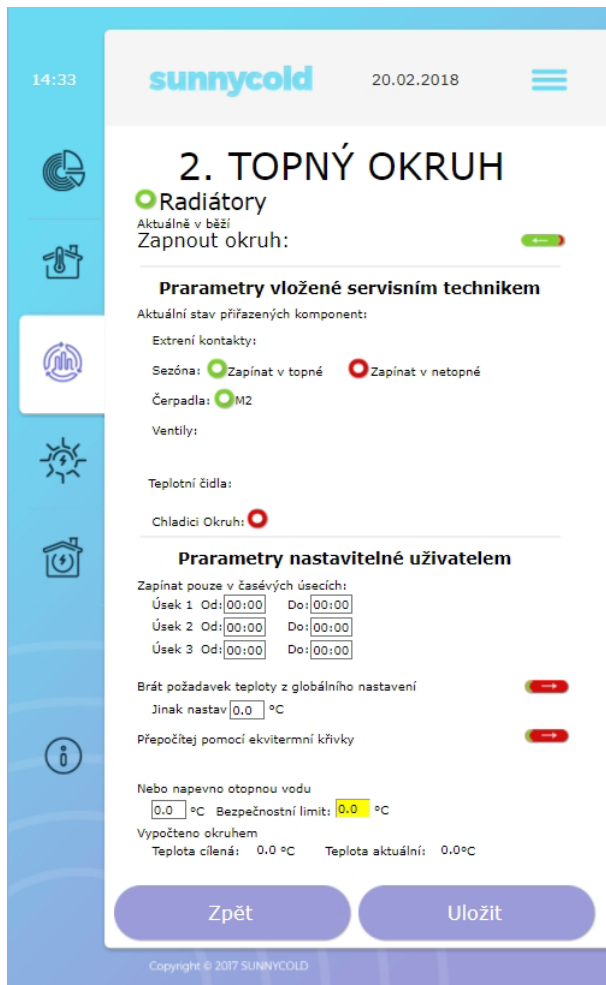 14:33
sunnycold
20.02.2018
2. TOPNÝ OKRUH
Radiátory
Aktuálně v běží
Zapnout okruh:
Prarametry vložené servisním technikem
Aktuální stav přiřazených komponent:
Extrení kontakty:
Sezóna: Zapínat v topné Zapínat v netopné
Čerpadla: M2
Ventily:
Teplotní čidla:
Chladici Okruh:
Prarametry nastavitelné uživatelem
Zapínat pouze v časévých úsecích:
Úsek 1 Od: 00:00 Do: 00:00
Úsek 2 Od: 00:00 Do: 00:00
Úsek 3 Od: 00:00 Do: 00:00
Brát požadavek teploty z globálního nastavení
Jinak nastav 0.0 °C
Přepočítej pomocí ekvitermní křivky
Nebo napevno otopnou vodu
0.0 °C Bezpečnostní limit: 0.0 °C
Vypočteno okruhem
Teplota cílená: 0.0 °C Teplota aktuální: 0.0°C
Zpět
Uložit
Copyright © 2017 SUNNYCOLD